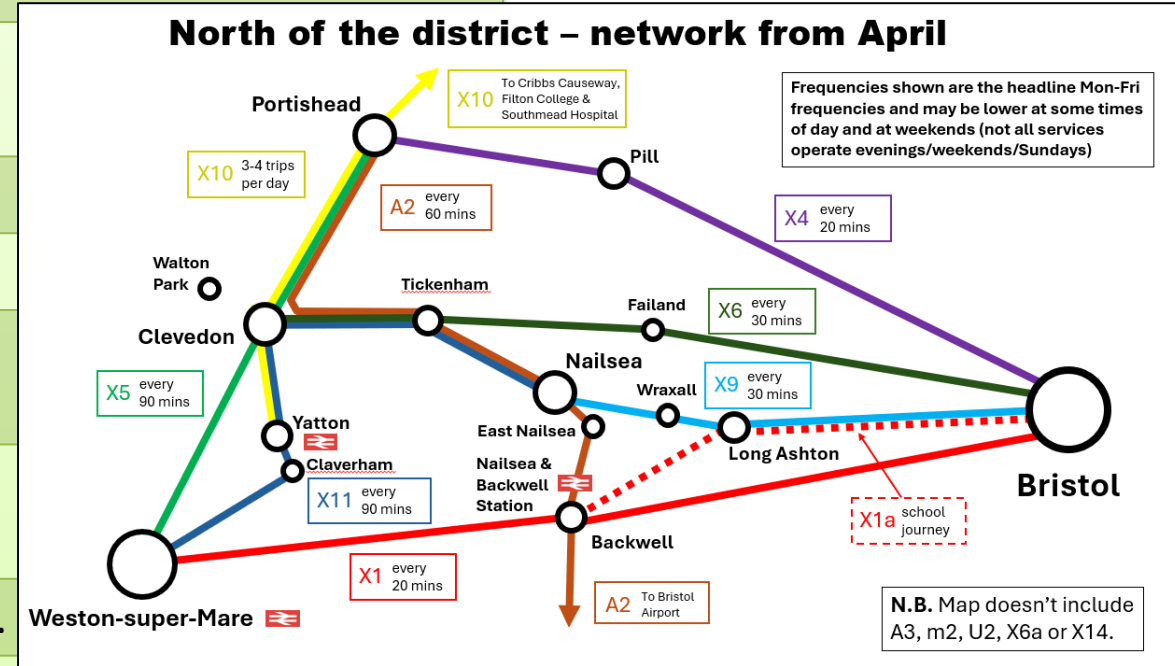 North of the district – network from April
Portishead
X10
To Cribbs Causeway,
Filton College &
Southmead Hospital
Frequencies shown are the headline Mon-Fri
frequencies and may be lower at some times
of day and at weekends (not all services
operate evenings/weekends/Sundays)
Pill
X10
3-4 trips
per day
A2
every
60 mins
X4
every
20 mins
Walton
Park
Tickenham
Failand
X6
every
30 mins
Clevedon
Nailsea
Wraxall
X9
every
30 mins
X5
every
90 mins
Yatton
East Nailsea
Long Ashton
Claverham
Nailsea &
Backwell
Station
Bristol
X11
every
90 mins
X1a
school
journey
Backwell
X1
every
20 mins
A2
To Bristol
Airport
Weston-super-Mare
N.B. Map doesn’t include
A3, m2, U2, X6a or X14.
.